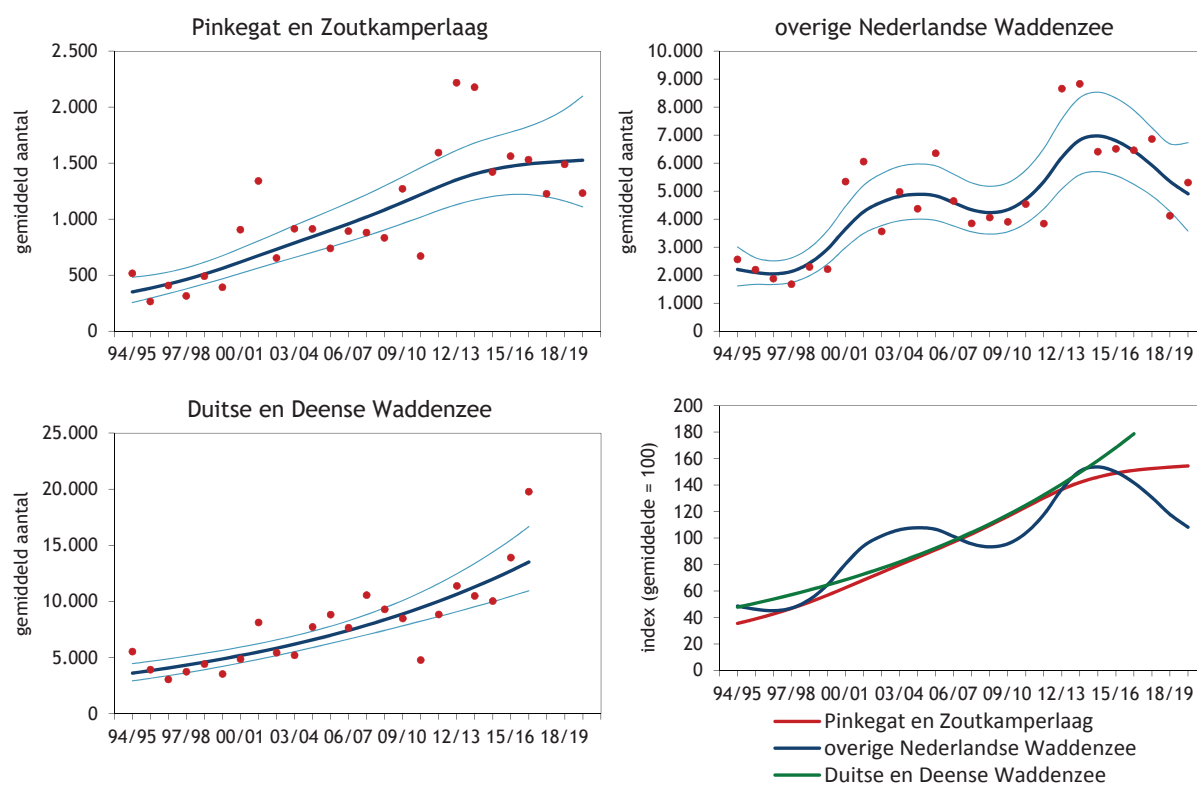 Pinkegat en Zoutkamperlaag
gemiddeld aantal
2.500
2.000
1.500
1.000
500
0
94/95 97/98 00/01 03/04 06/07 09/10 12/13 15/16 18/19
overige Nederlandse Waddenzee
gemiddeld aantal
10.000
9.000
8.000
7.000
6.000
5.000
4.000
3.000
2.000
1.000
0
94/95 97/98 00/01 03/04 06/07 09/10 12/13 15/16 18/19
Duitse en Deense Waddenzee
gemiddeld aantal
25.000
20.000
15.000
10.000
5.000
0
94/95 97/98 00/01 03/04 06/07 09/10 12/13 15/16 18/19
index (gemiddelde = 100)
200
180
160
140
120
100
80
60
40
20
0
94/95 97/98 00/01 03/04 06/07 09/10 12/13 15/16 18/19
Pinkegat en Zoutkamperlaag
overige Nederlandse Waddenzee
Duitse en Deense Waddenzee